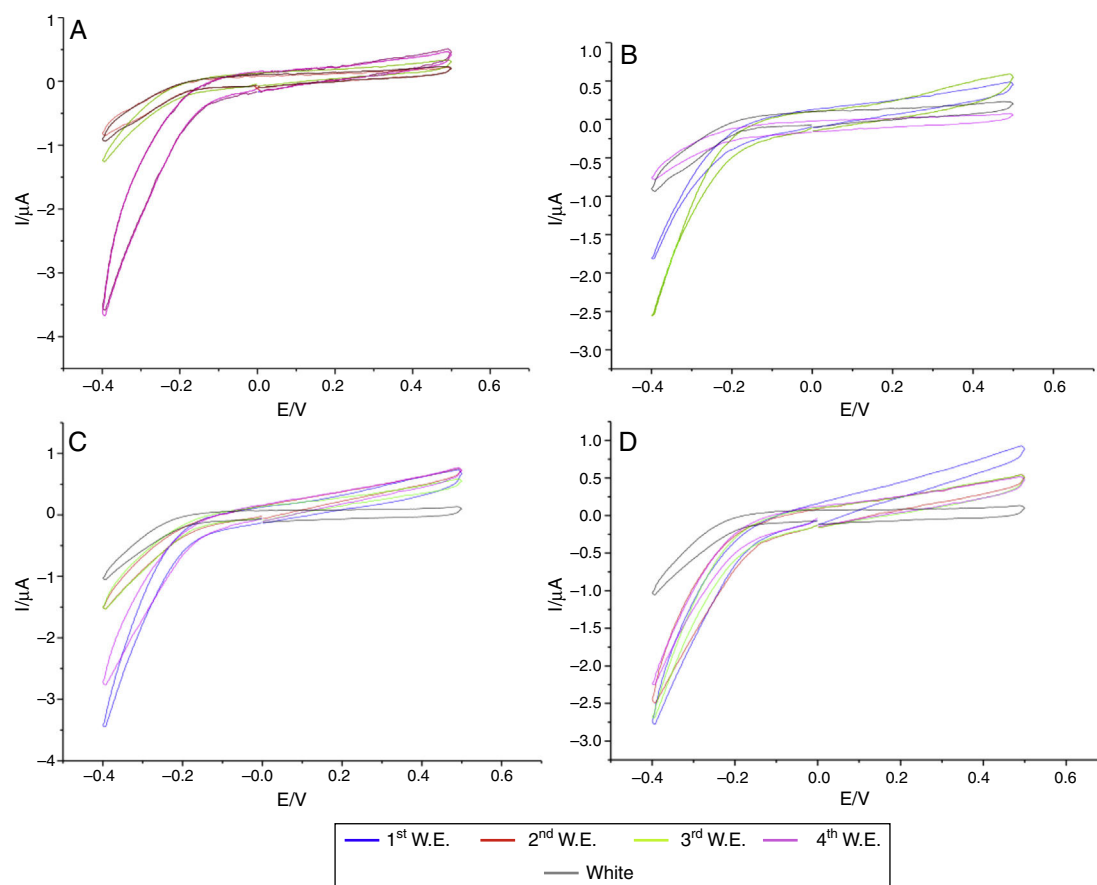 A
1
0
–1
–2
–3
–4
I/µA
–0.4 –0.2 0.0 0.2 0.4 0.6
E/V
B
1.0
0.5
0.0
–0.5
–1.0
–1.5
–2.0
–2.5
–3.0
I/µA
–0.4 –0.2 0.0 0.2 0.4 0.6
E/V
C
1
0
–1
–2
–3
–4
I/µA
–0.4 –0.2 –0.0 0.2 0.4 0.6
E/V
D
1.0
0.5
0.0
–0.5
–1.0
–1.5
–2.0
–2.5
–3.0
I/µA
–0.4 –0.2 0.0 0.2 0.4 0.6
E/V
1st W.E. 2nd W.E. 3rd W.E. 4th W.E.
White